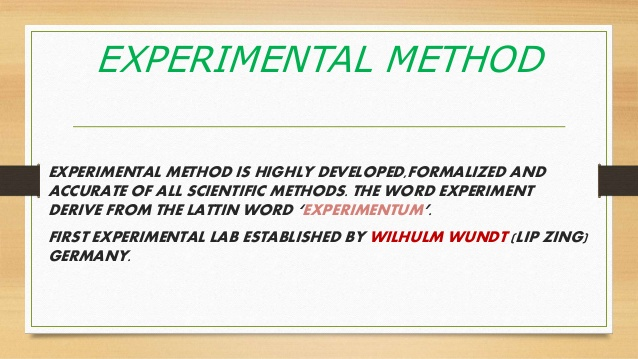 EXPERIMENTAL METHOD
EXPERIMENTAL METHOD IS HIGHLY DEVELOPED,FORMALIZED AND
ACCURATE OF ALL SCIENTIFIC METHODS. THE WORD EXPERIMENT
DERIVE FROM THE LATTIN WORD ‘EXPERIMENTUM’.
FIRST EXPERIMENTAL LAB ESTABLISHED BY WILHULM WUNDT (LIP ZING)
GERMANY.